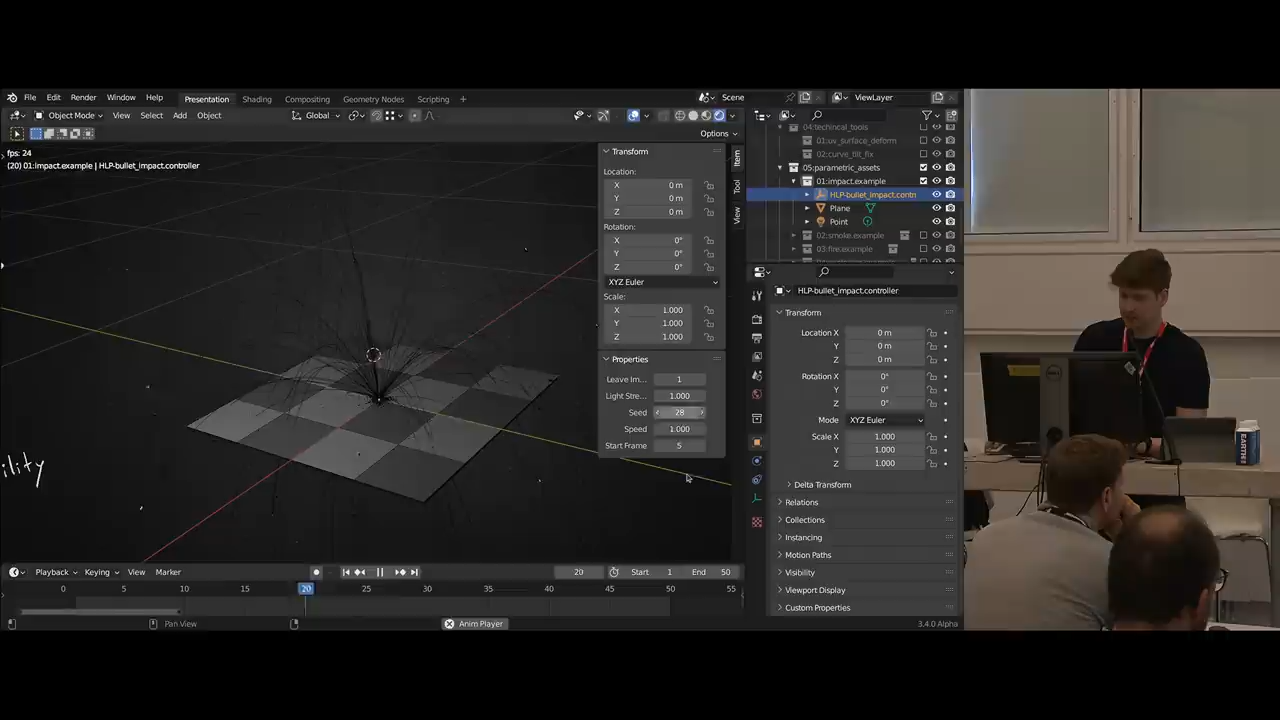 File Edit Render Window Help Presentation Shading Compositing Geometry Nodes Scripting + Scene ViewLayer
Object Mode View Select Add Object Global
Options
fps: 24
(20) 01:impact.example | HLP-bullet_impact.controller
ility
Transform
Location:
X 0 m
Y 0 m
Z 0 m
Rotation:
X 0°
Y 0°
Z 0°
XYZ Euler
Scale:
X 1.000
Y 1.000
Z 1.000
Properties
Leave Im... 1
Light Stre... 1.000
Seed 28
Speed 1.000
Start Frame 5
Item
Tool
View
04:techincal_tools
01:uv_surface_deform
02:curve_tilt_fix
05:parametric_assets
01:impact.example
HLP-bullet_impact.contr
Plane
Point
02:smoke.example
03:fire.example
HLP-bullet_impact.controller
Transform
Location X 0 m
Y 0 m
Z 0 m
Rotation X 0°
Y 0°
Z 0°
Mode XYZ Euler
Scale X 1.000
Y 1.000
Z 1.000
Delta Transform
Relations
Collections
Instancing
Motion Paths
Visibility
Viewport Display
Custom Properties
Playback Keying View Marker 20 Start 1 End 50
0 5 10 15 20 25 30 35 40 45 50 55
Pan View Anim Player 3.4.0 Alpha
DELL
EARTH